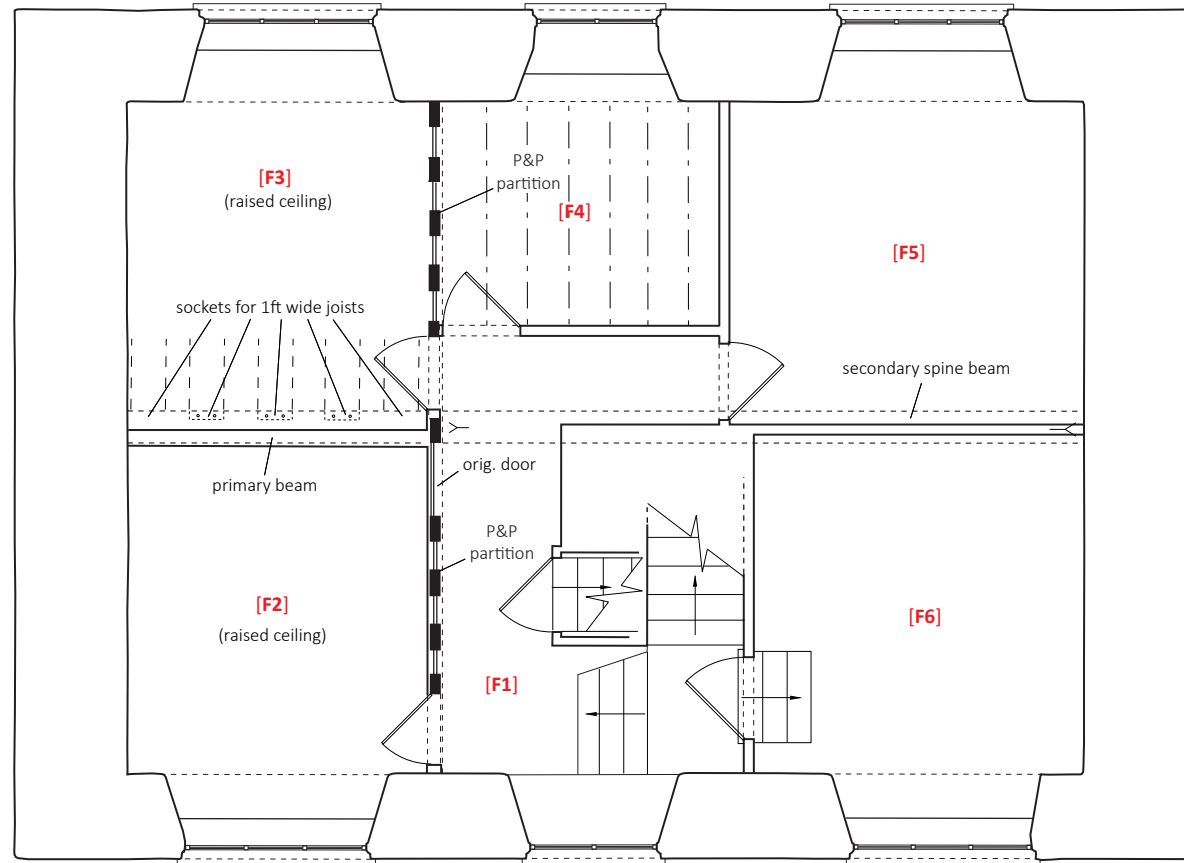 P&P
partition
[F3]
(raised ceiling)
[F4]
[F5]
sockets for 1ft wide joists
secondary spine beam
orig. door
primary beam
P&P
partition
[F2]
(raised ceiling)
[F6]
[F1]